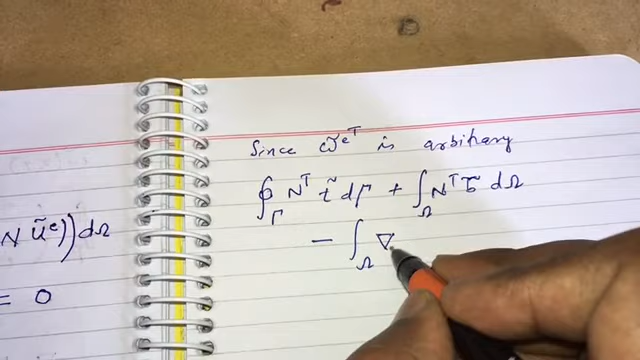 N ũᵉ)) dΩ
= 0
Since ω̃ᵉᵀ is arbitrary
∮_Γ Nᵀ t̃ dΓ + ∫_Ω Nᵀ b̃ dΩ
− ∫_Ω ∇